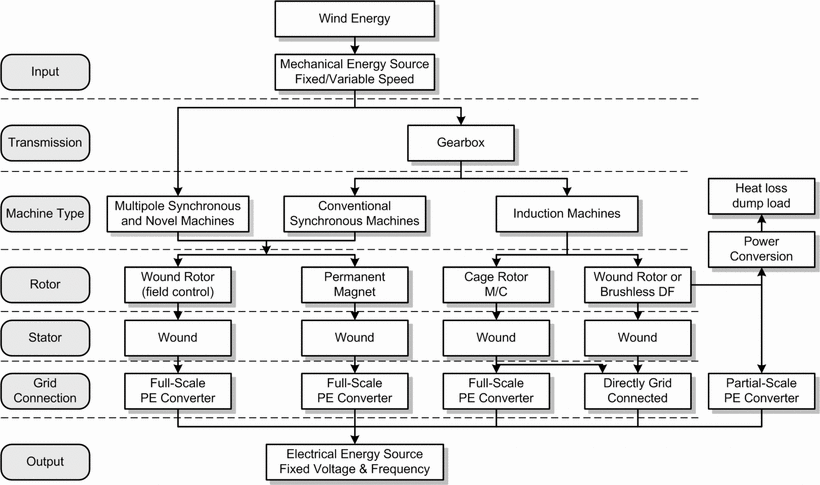 Wind Energy
Input
Mechanical Energy Source
Fixed/Variable Speed
Transmission
Gearbox
Machine Type
Multipole Synchronous
and Novel Machines
Conventional
Synchronous Machines
Induction Machines
Heat loss
dump load
Power
Conversion
Rotor
Wound Rotor
(field control)
Permanent
Magnet
Cage Rotor
M/C
Wound Rotor or
Brushless DF
Stator
Wound
Wound
Wound
Wound
Grid
Connection
Full-Scale
PE Converter
Full-Scale
PE Converter
Full-Scale
PE Converter
Directly Grid
Connected
Partial-Scale
PE Converter
Output
Electrical Energy Source
Fixed Voltage & Frequency